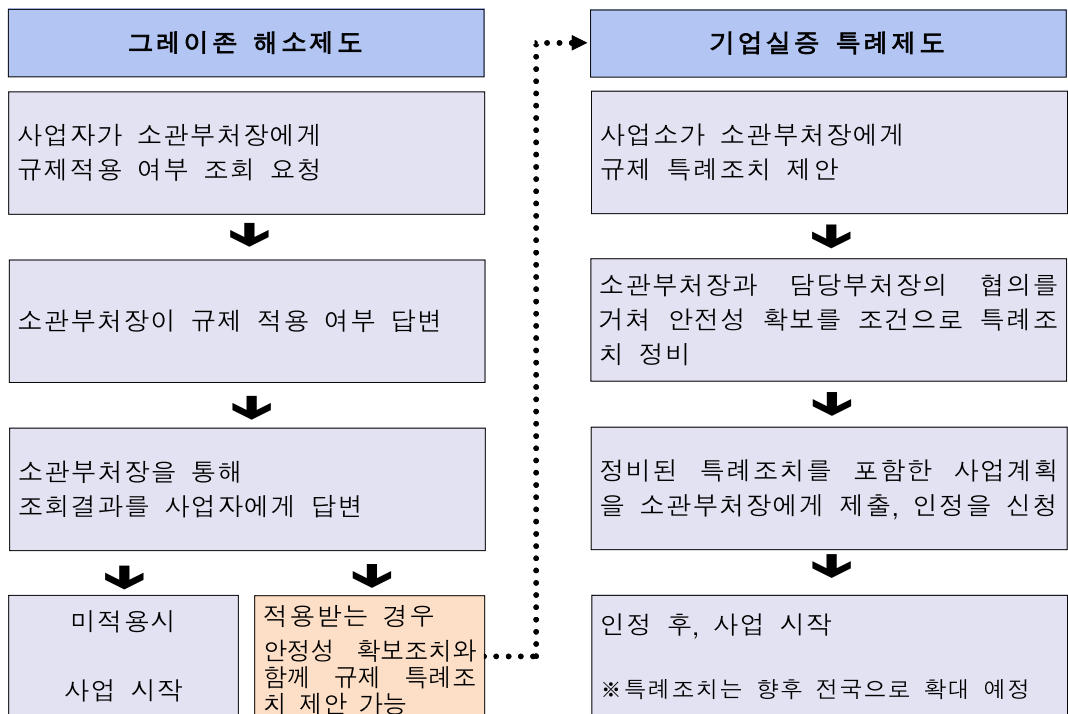 그레이존 해소제도
사업자가 소관부처장에게
규제적용 여부 조회 요청
소관부처장이 규제 적용 여부 답변
소관부처장을 통해
조회결과를 사업자에게 답변
미적용시
사업 시작
적용받는 경우
안정성 확보조치와
함께 규제 특례조
치 제안 가능
기업실증 특례제도
사업소가 소관부처장에게
규제 특례조치 제안
소관부처장과 담당부처장의 협의를
거쳐 안전성 확보를 조건으로 특례조
치 정비
정비된 특례조치를 포함한 사업계획
을 소관부처장에게 제출, 인정을 신청
인정 후, 사업 시작
※특례조치는 향후 전국으로 확대 예정